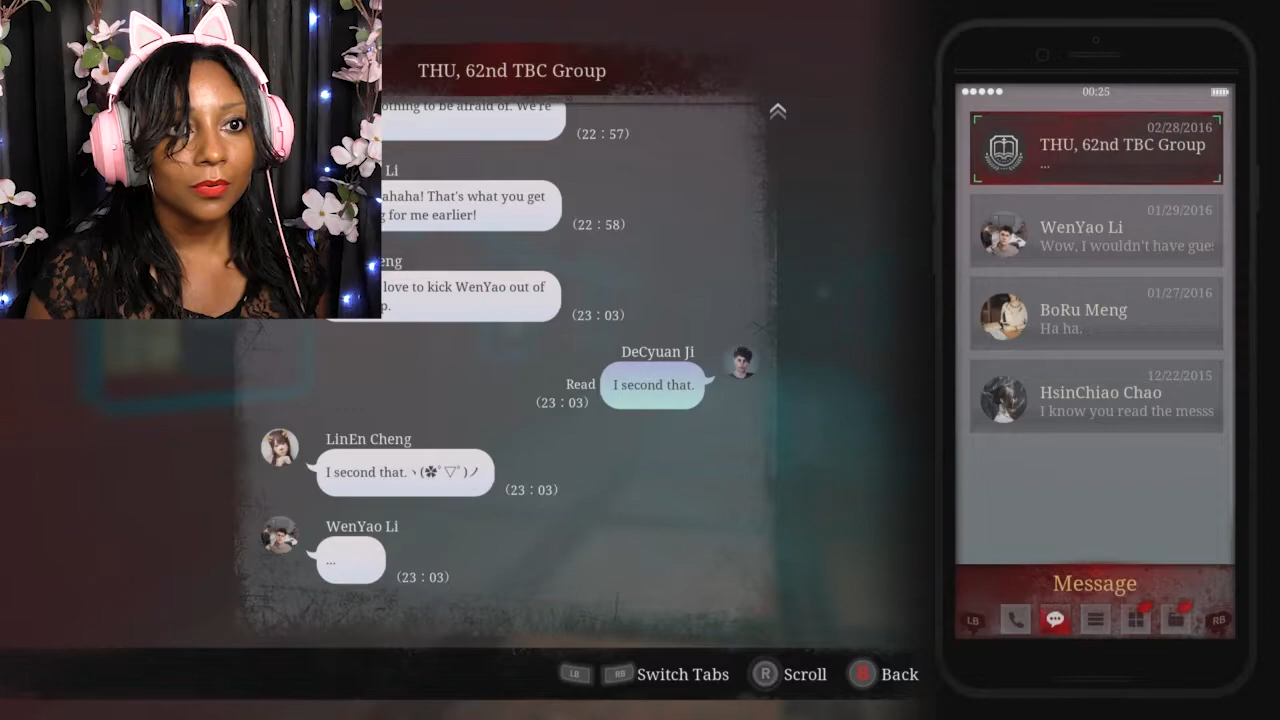 THU, 62nd TBC Group
othing to be afraid of. We're
(22：57)
Li
ahaha! That's what you get
g for me earlier!
(22：58)
eng
love to kick WenYao out of
p.
(23：03)
DeCyuan Ji
Read
I second that.
(23：03)
LinEn Cheng
I second that.ヽ(✽ﾟ▽ﾟ)ノ
(23：03)
WenYao Li
...
(23：03)
LB RB Switch Tabs R Scroll B Back
00:25
02/28/2016
THU, 62nd TBC Group
...
01/29/2016
WenYao Li
Wow, I wouldn't have gue
01/27/2016
BoRu Meng
Ha ha.
12/22/2015
HsinChiao Chao
I know you read the messs
Message
LB RB